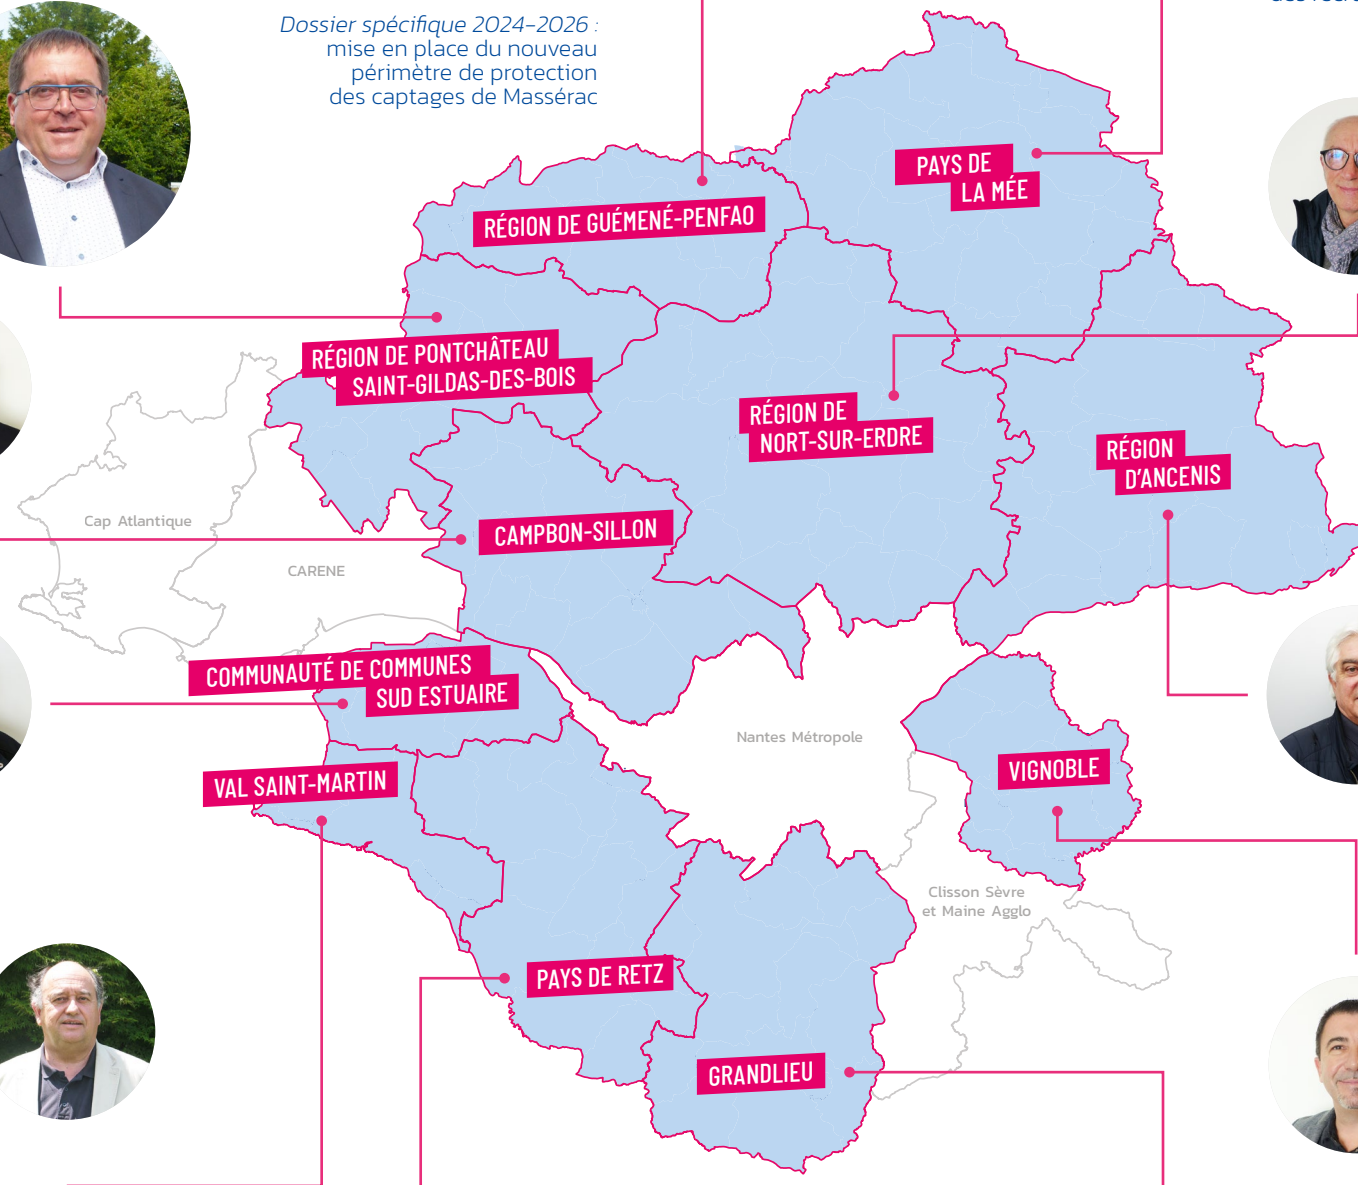 Dossier spécifique 2024-2026 :
mise en place du nouveau
périmètre de protection
des captages de Massérac
PAYS DE
LA MÉE
RÉGION DE GUÉMENÉ-PENFAO
RÉGION DE PONTCHÂTEAU
SAINT-GILDAS-DES-BOIS
RÉGION DE
NORT-SUR-ERDRE
RÉGION
D'ANCENIS
Cap Atlantique
CAMPBON-SILLON
CARENE
COMMUNAUTÉ DE COMMUNES
SUD ESTUAIRE
Nantes Métropole
VAL SAINT-MARTIN
VIGNOBLE
Clisson Sèvre
et Maine Agglo
PAYS DE RETZ
GRANDLIEU